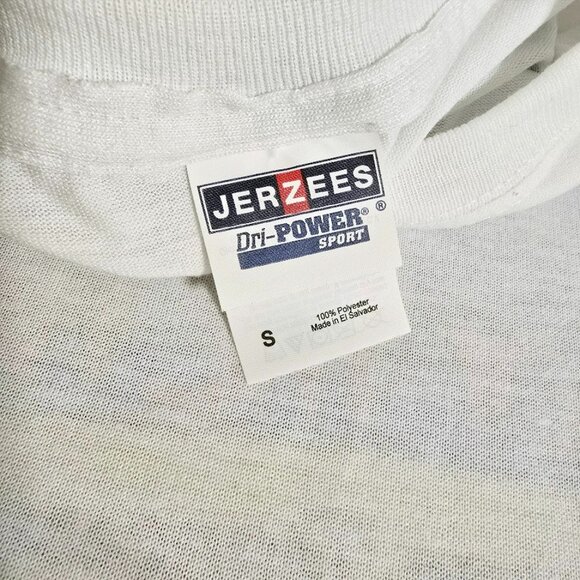 JERZEES®
Dri-POWER®
SPORT
S
100% Polyester
Made in El Salvador